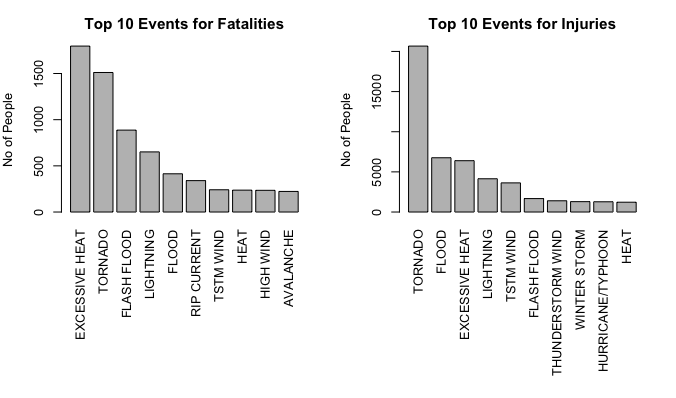 Top 10 Events for Fatalities
No of People
0
500
1000
1500
EXCESSIVE HEAT
TORNADO
FLASH FLOOD
LIGHTNING
FLOOD
RIP CURRENT
TSTM WIND
HEAT
HIGH WIND
AVALANCHE
Top 10 Events for Injuries
No of People
0
5000
15000
TORNADO
FLOOD
EXCESSIVE HEAT
LIGHTNING
TSTM WIND
FLASH FLOOD
THUNDERSTORM WIND
WINTER STORM
HURRICANE/TYPHOON
HEAT